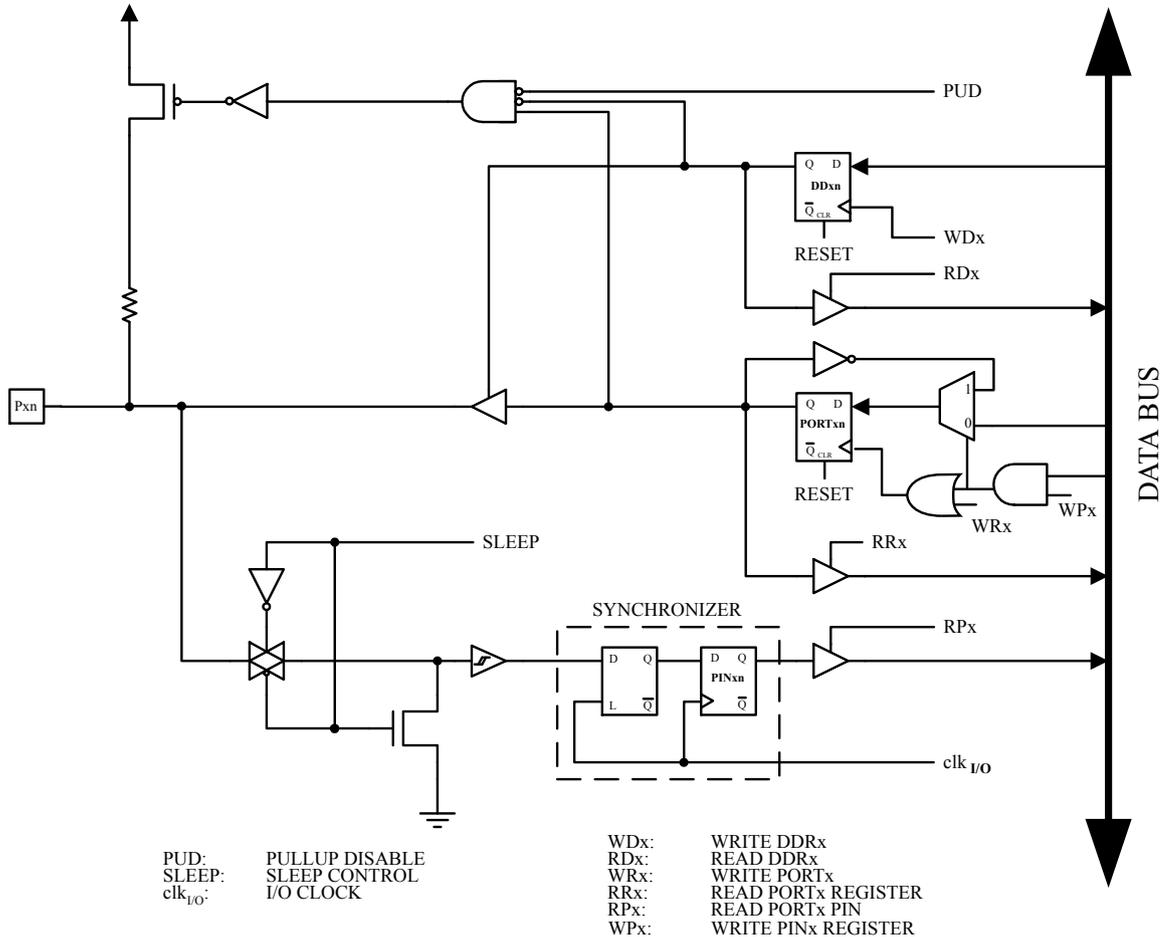 PUD
Q D
DDxn
Q CLR
WDx
RESET
RDx
1
Pxn
Q D
PORTxn
0
Q CLR
RESET
WPx
WRx
DATA BUS
SLEEP
RRx
SYNCHRONIZER
RPx
D Q
D Q
PINxn
L Q
Q
clk I/O
PUD: PULLUP DISABLE
SLEEP: SLEEP CONTROL
clkI/O: I/O CLOCK
WDx: WRITE DDRx
RDx: READ DDRx
WRx: WRITE PORTx
RRx: READ PORTx REGISTER
RPx: READ PORTx PIN
WPx: WRITE PINx REGISTER